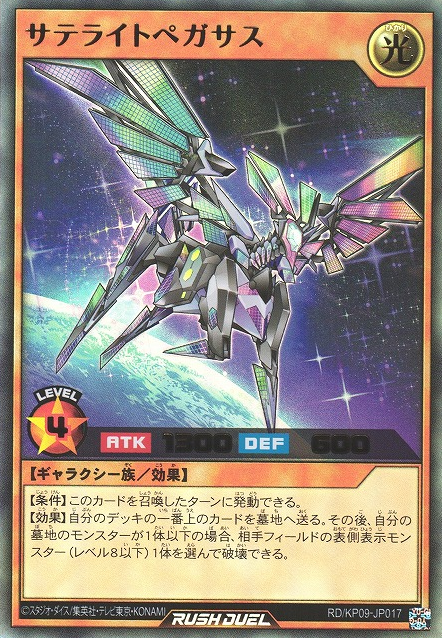 サテライトペガサス
ひかり
光
LEVEL
4
ATK 1300 DEF 600
【ギャラクシー族／効果】
【条件】このカードを召喚したターンに発動できる。
【効果】自分のデッキの一番上のカードを墓地へ送る。その後、自分の
墓地のモンスターが1体以下の場合、相手フィールドの表側表示モン
スター（レベル8以下）1体を選んで破壊できる。
©スタジオ・ダイス/集英社・テレビ東京・KONAMI
RUSH DUEL
RD/KP09-JP017